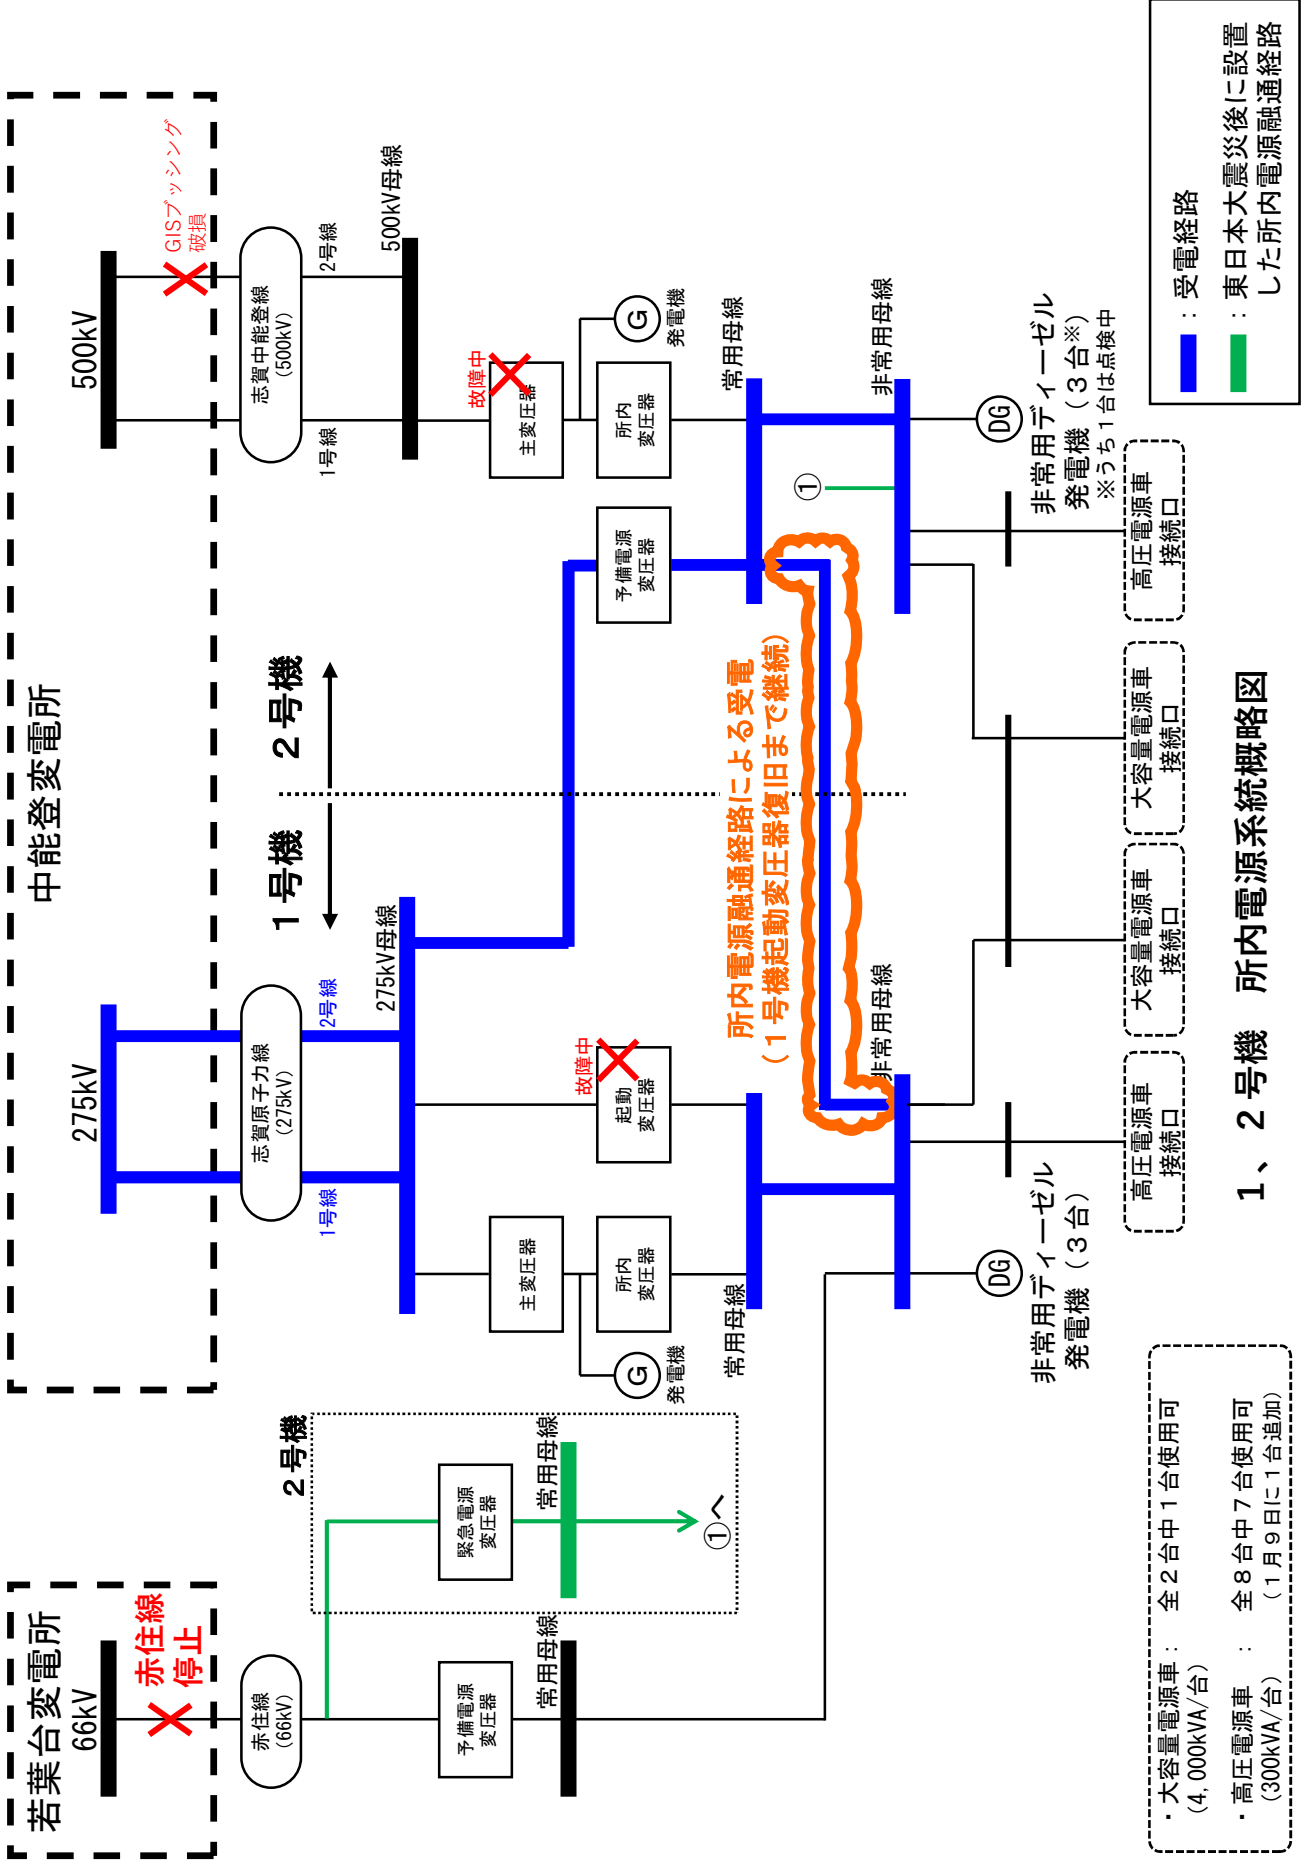 若葉台変電所
66kV
赤住線
停止
赤住線
(66kV)
予備電源
変圧器
常用母線
2号機
緊急電源
変圧器
常用母線
①へ
中能登変電所
275kV
志賀原子力線
(275kV)
1号線
2号線
275kV母線
1号機
2号機
500kV
GISブッシング
破損
志賀中能登線
(500kV)
1号線
2号線
500kV母線
主変圧器
G
発電機
所内
変圧器
常用母線
故障中
起動
変圧器
非常用母線
所内電源融通経路による受電
(1号機起動変圧器復旧まで継続)
予備電源
変圧器
故障中
主変圧器
G
発電機
所内
変圧器
常用母線
①
非常用母線
DG
非常用ディーゼル
発電機(3台)
DG
非常用ディーゼル
発電機(3台※)
※うち1台は点検中
高圧電源車
接続口
大容量電源車
接続口
大容量電源車
接続口
高圧電源車
接続口
・大容量電源車: 全2台中1台使用可
(4,000kVA/台)
・高圧電源車 : 全8台中7台使用可
(300kVA/台) (1月9日に1台追加)
1、2号機 所内電源系統概略図
:受電経路
:東日本大震災後に設置
した所内電源融通経路